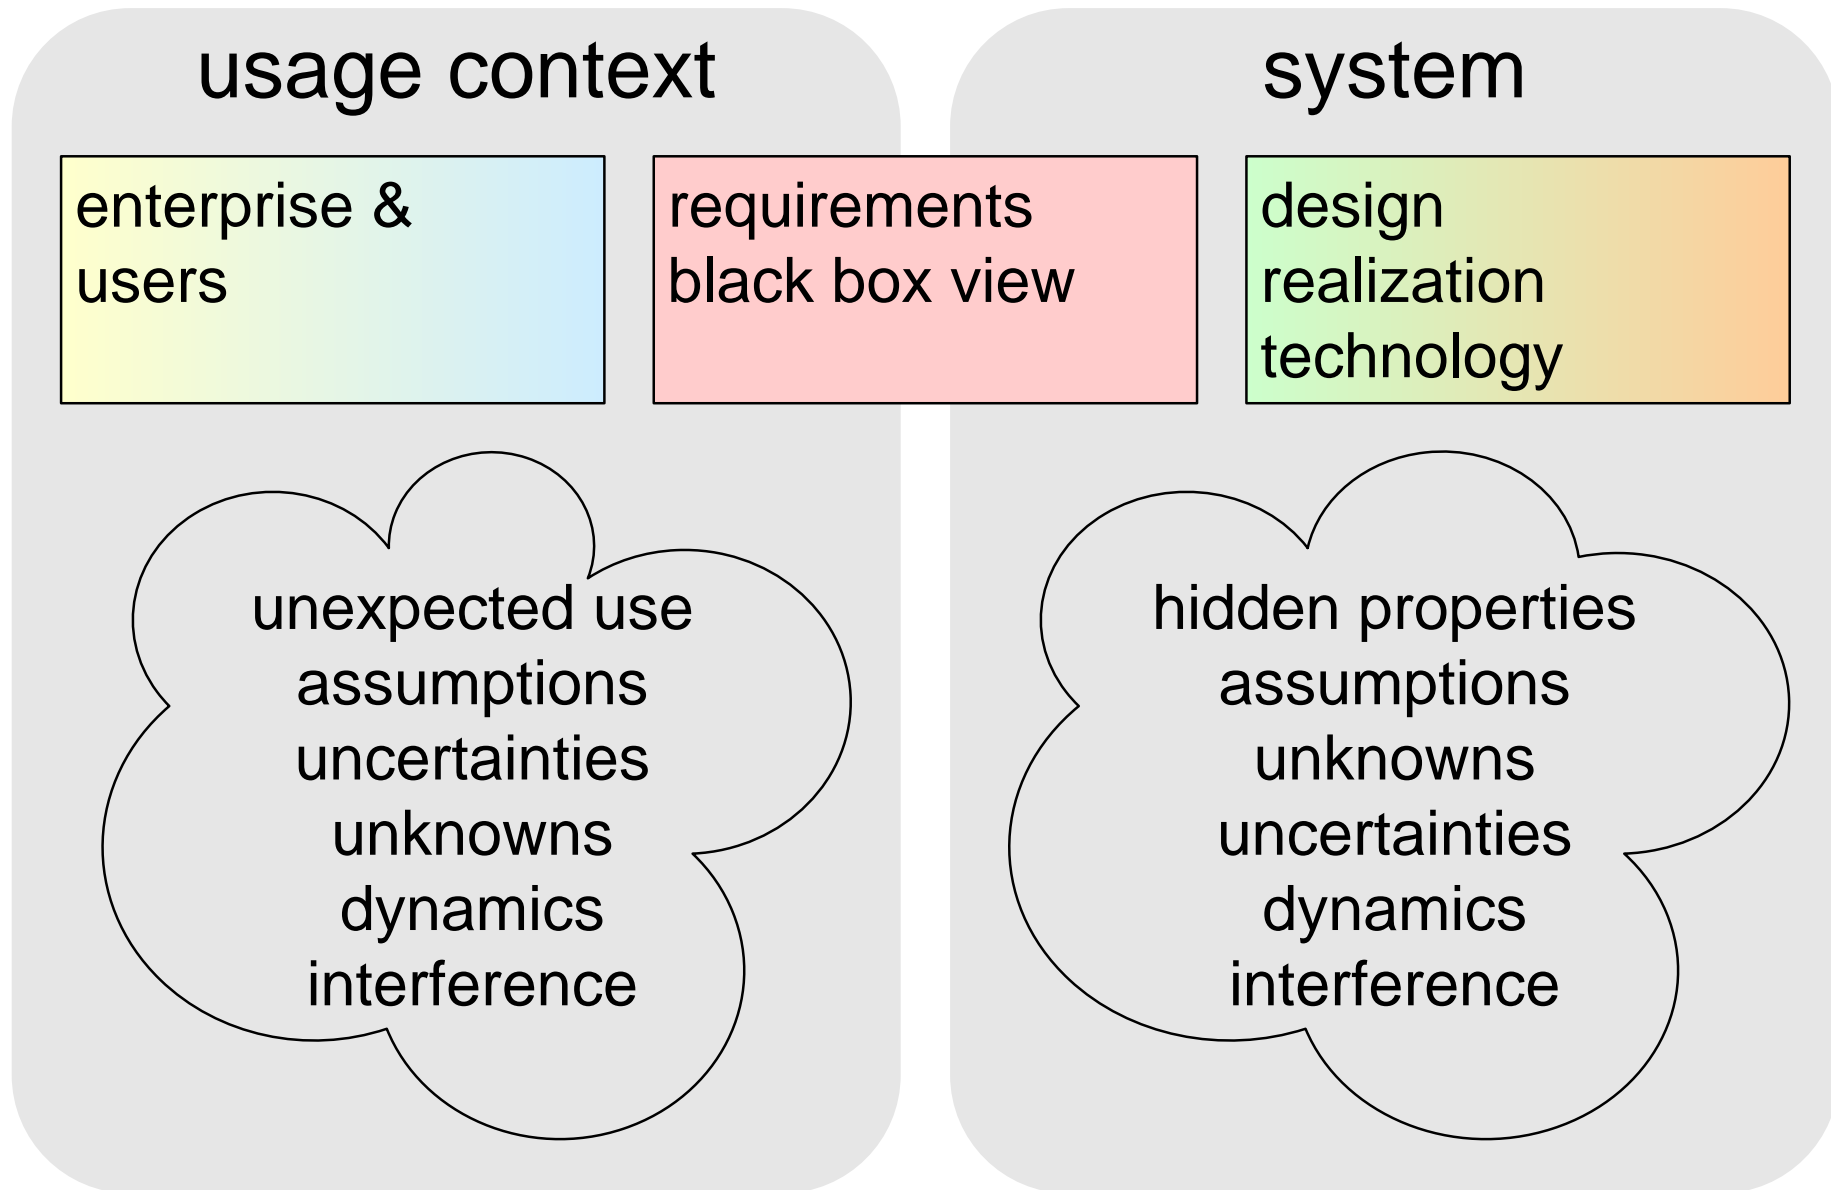 usage context
enterprise &
users
requirements
black box view
unexpected use
assumptions
uncertainties
unknowns
dynamics
interference
system
design
realization
technology
hidden properties
assumptions
unknowns
uncertainties
dynamics
interference